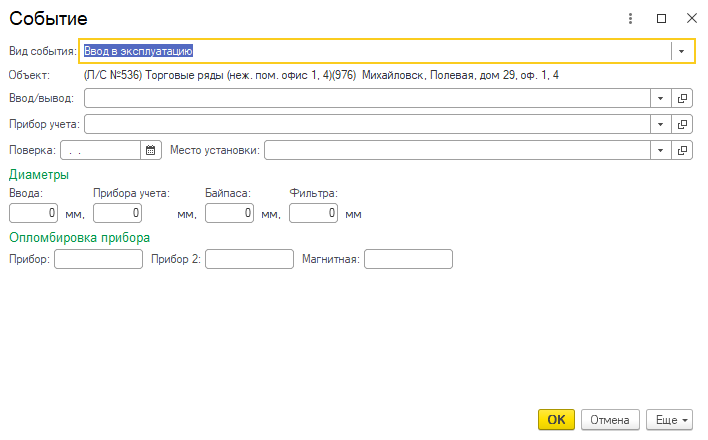 Событие
Вид события: Ввод в эксплуатацию
Объект: (Л/С №536) Торговые ряды (неж. пом. офис 1, 4)(976) Михайловск, Полевая, дом 29, оф. 1, 4
Ввод/вывод:
Прибор учета:
Поверка: . . Место установки:
Диаметры
Ввода: Прибора учета: Байпаса: Фильтра:
0 мм, 0 мм, 0 мм, 0 мм
Опломбировка прибора
Прибор: Прибор 2: Магнитная:
OK Отмена Еще